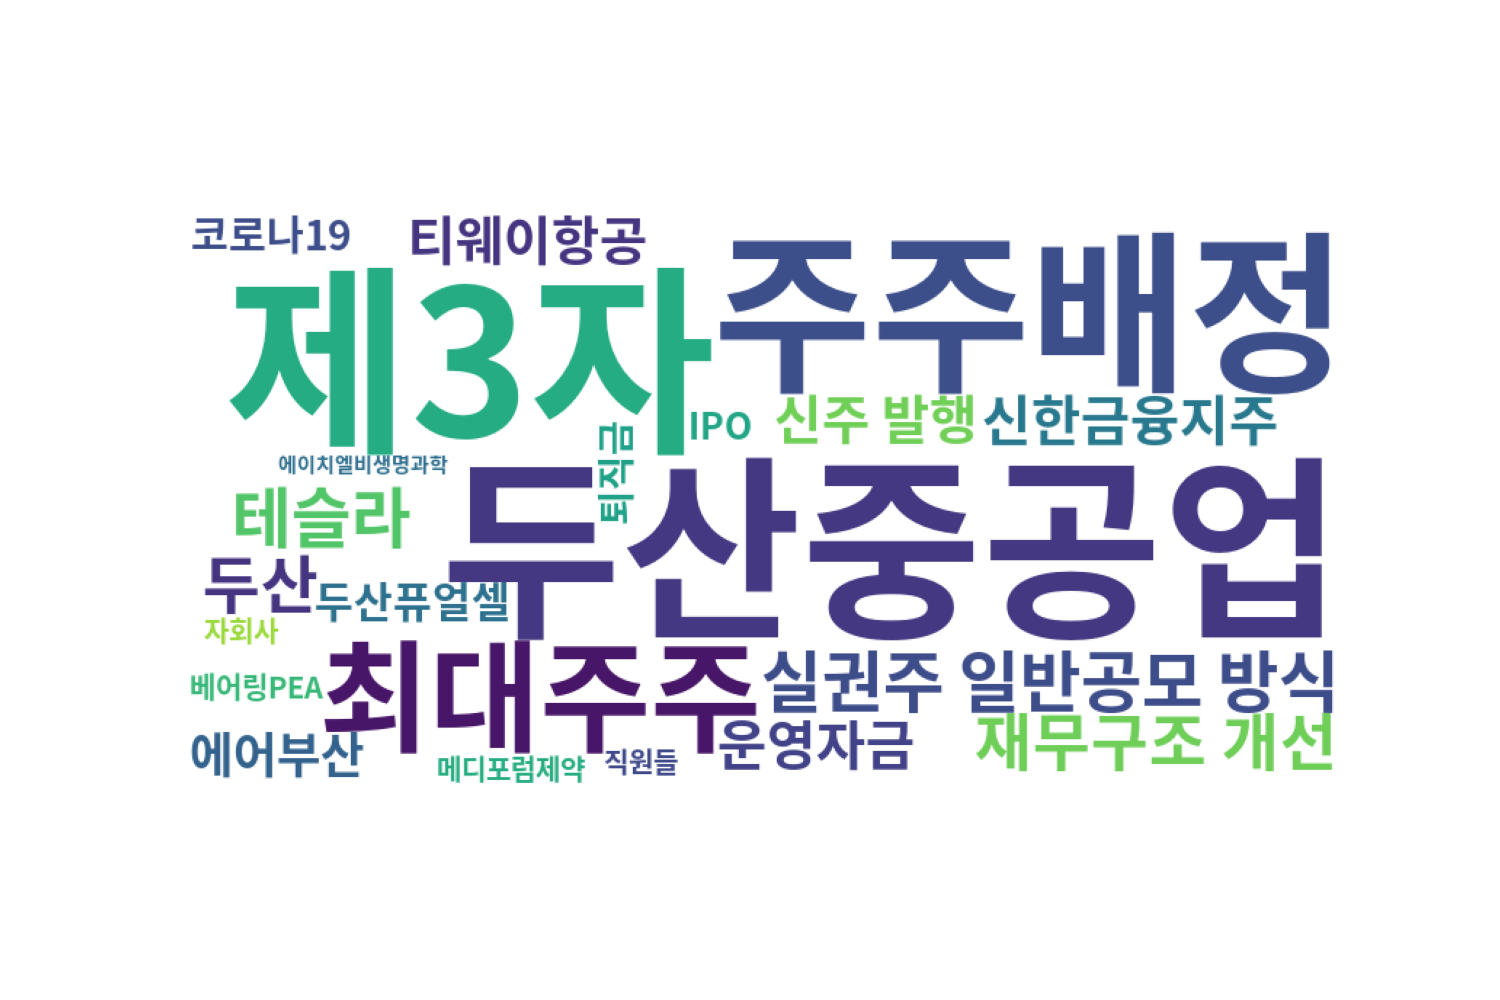 코로나19
티웨이항공
주주배정
제3자
IPO
신주 발행
신한금융지주
퇴직금
에이치엘비생명과학
테슬라
두산중공업
두산
두산퓨얼셀
자회사
최대주주
실권주 일반공모 방식
베어링PEA
운영자금
재무구조 개선
에어부산
메디포럼제약
직원들